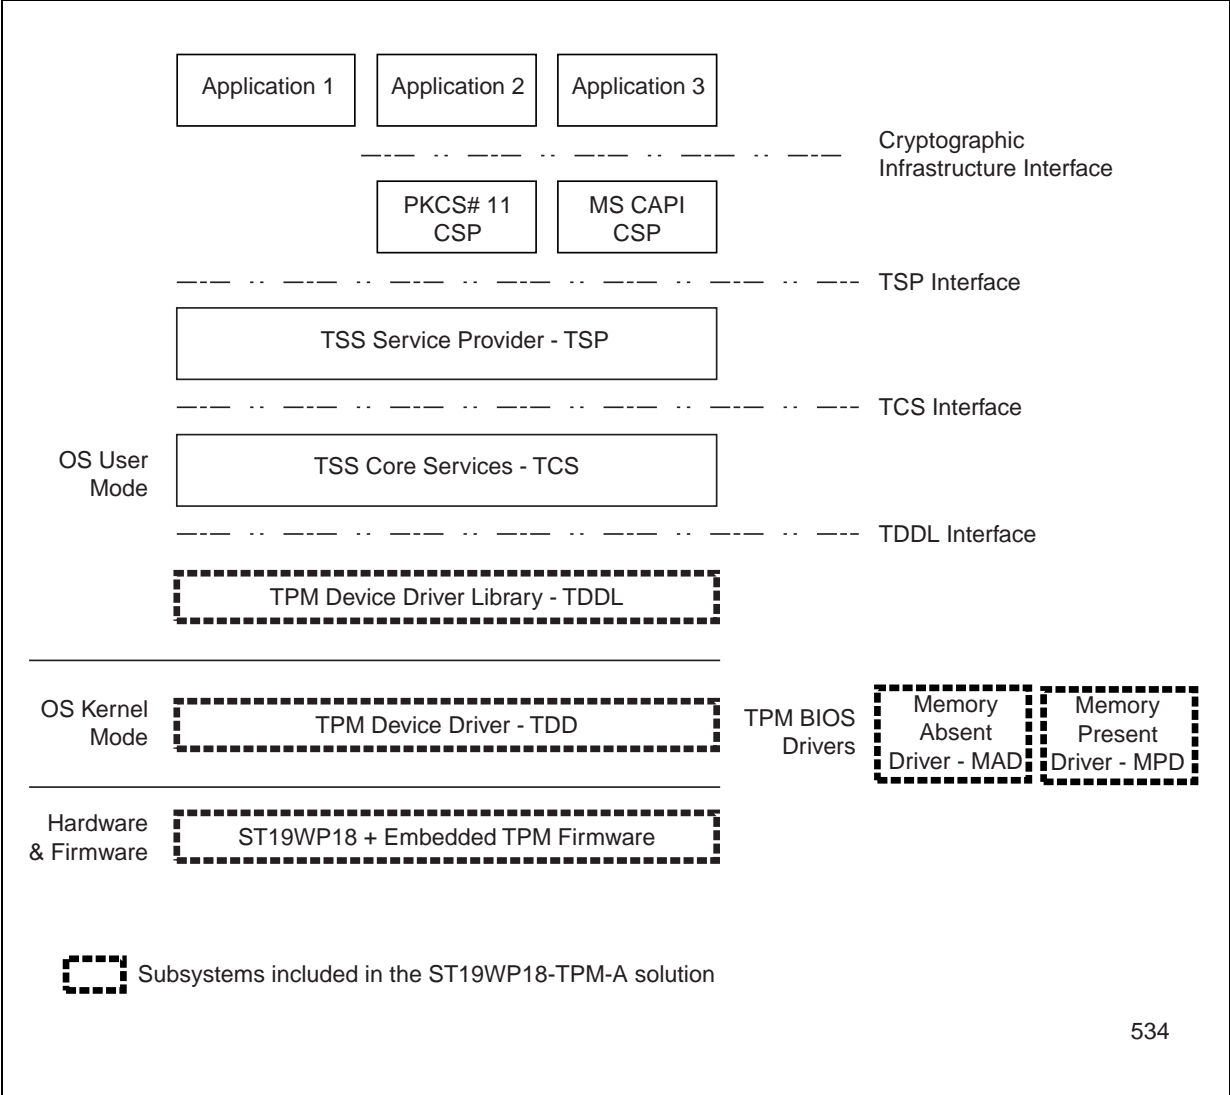 Application 1
Application 2
Application 3
Cryptographic
Infrastructure Interface
PKCS# 11
CSP
MS CAPI
CSP
TSP Interface
TSS Service Provider - TSP
TCS Interface
OS User
Mode
TSS Core Services - TCS
TDDL Interface
TPM Device Driver Library - TDDL
OS Kernel
Mode
TPM Device Driver - TDD
TPM BIOS
Drivers
Memory
Absent
Driver - MAD
Memory
Present
Driver - MPD
Hardware
& Firmware
ST19WP18 + Embedded TPM Firmware
Subsystems included in the ST19WP18-TPM-A solution
534